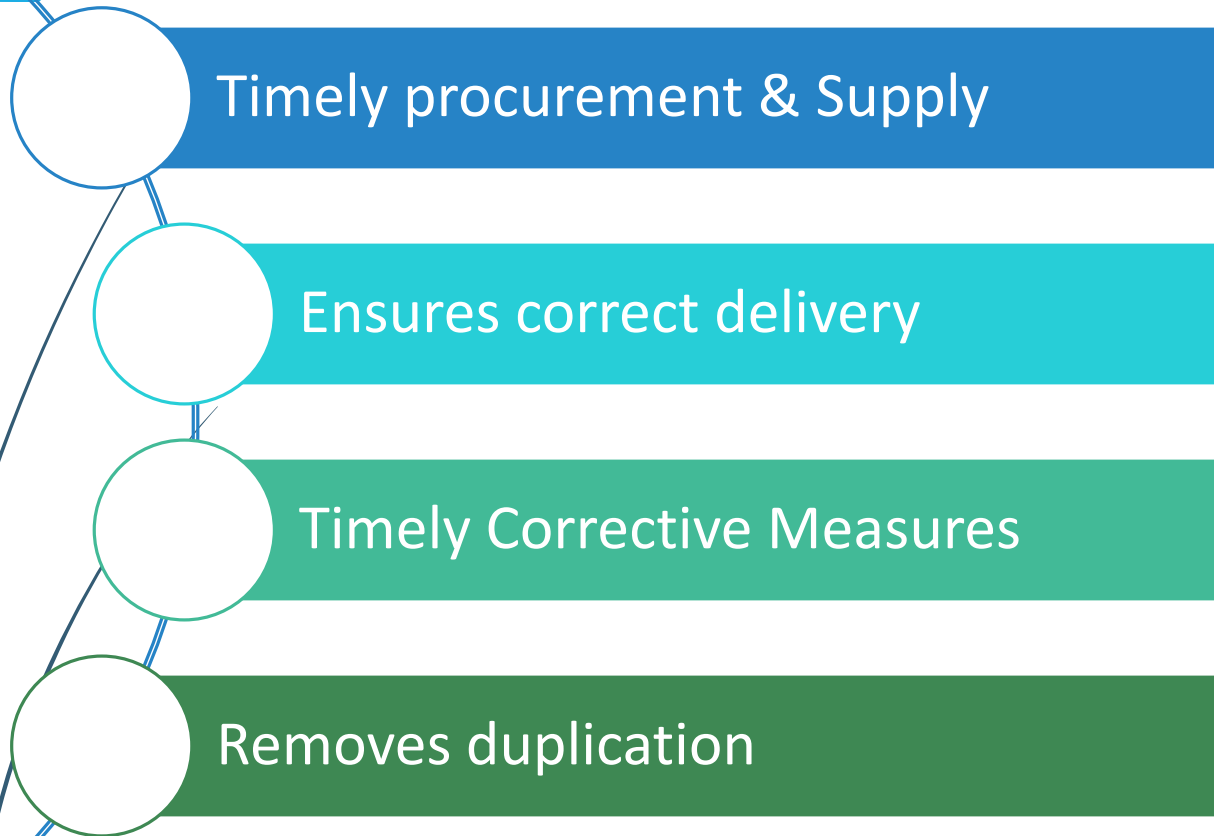 Timely procurement & Supply
Ensures correct delivery
Timely Corrective Measures
Removes duplication